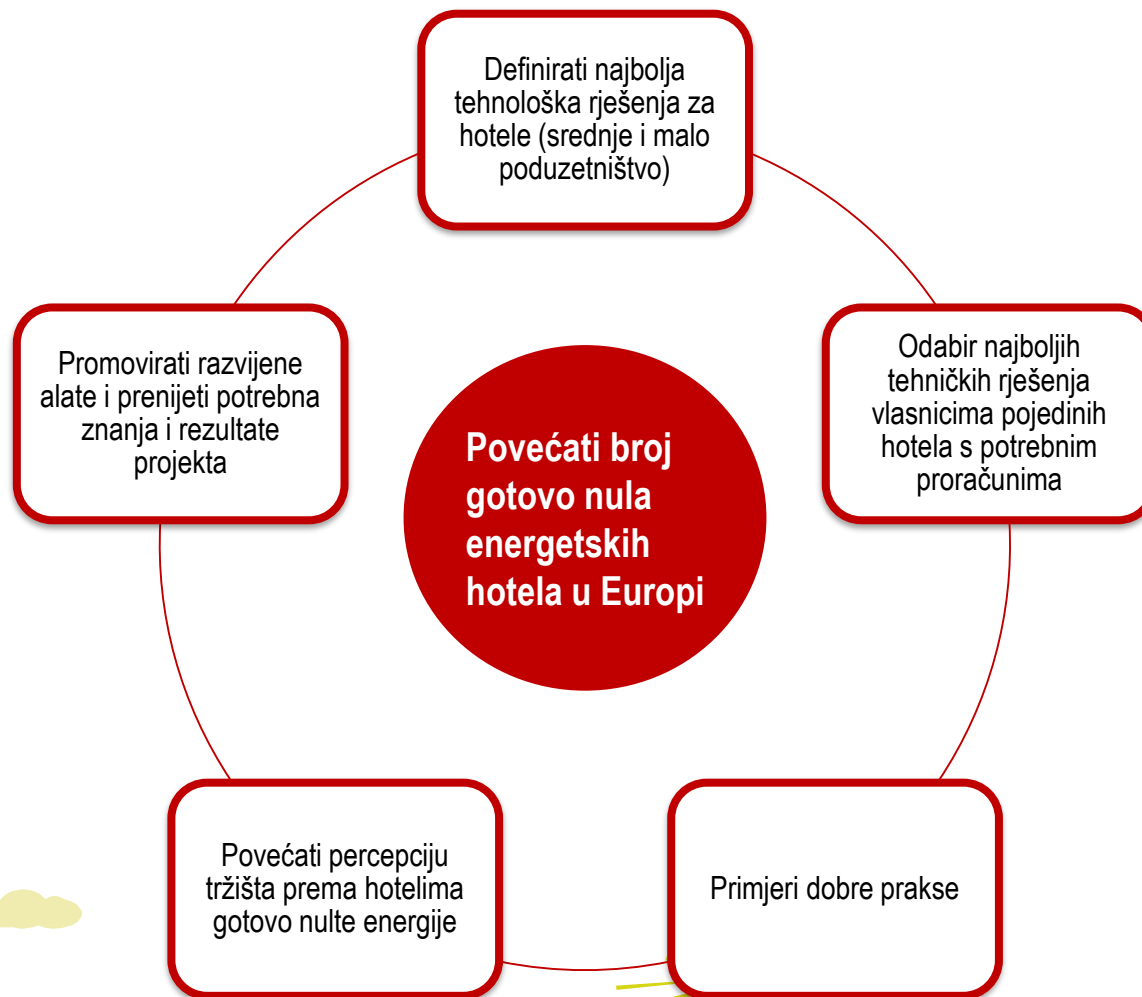 Definirati najbolja
tehnološka rješenja za
hotele (srednje i malo
poduzetništvo)
Promovirati razvijene
alate i prenijeti potrebna
znanja i rezultate
projekta
Odabir najboljih
tehničkih rješenja
vlasnicima pojedinih
hotela s potrebnim
proračunima
Povećati broj
gotovo nula
energetskih
hotela u Europi
Povećati percepciju
tržišta prema hotelima
gotovo nulte energije
Primjeri dobre prakse